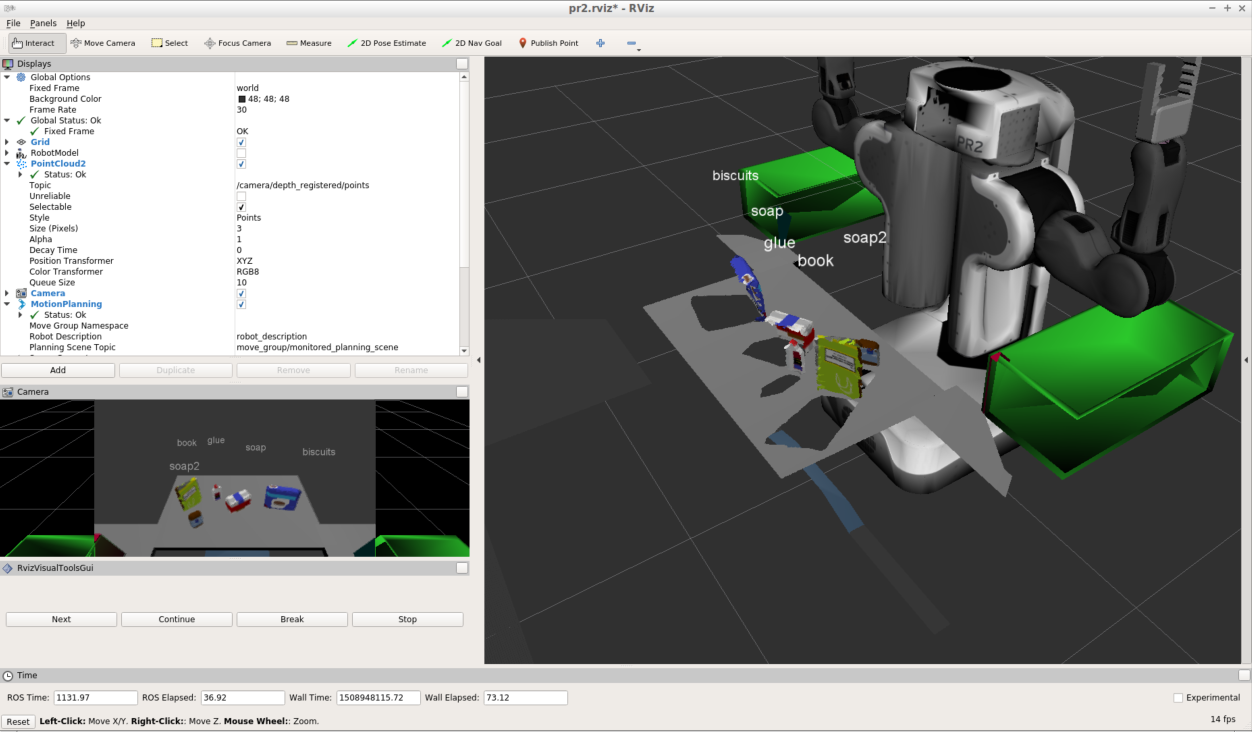 pr2.rviz* - RViz
File Panels Help
Interact Move Camera Select Focus Camera Measure 2D Pose Estimate 2D Nav Goal Publish Point
Displays
Global Options
Fixed Frame world
Background Color 48; 48; 48
Frame Rate 30
Global Status: Ok
Fixed Frame OK
Grid
RobotModel
PointCloud2
Status: Ok
Topic /camera/depth_registered/points
Unreliable
Selectable
Style Points
Size (Pixels) 3
Alpha 1
Decay Time 0
Position Transformer XYZ
Color Transformer RGB8
Queue Size 10
Camera
MotionPlanning
Status: Ok
Move Group Namespace
Robot Description robot_description
Planning Scene Topic move_group/monitored_planning_scene
Add Duplicate Remove Rename
Camera
book glue soap biscuits
soap2
RvizVisualToolsGui
Next Continue Break Stop
PR2
biscuits
soap
soap2
glue
book
Time
ROS Time: 1131.97 ROS Elapsed: 36.92 Wall Time: 1508948115.72 Wall Elapsed: 73.12 Experimental
Reset Left-Click: Move X/Y. Right-Click:: Move Z. Mouse Wheel:: Zoom. 14 fps